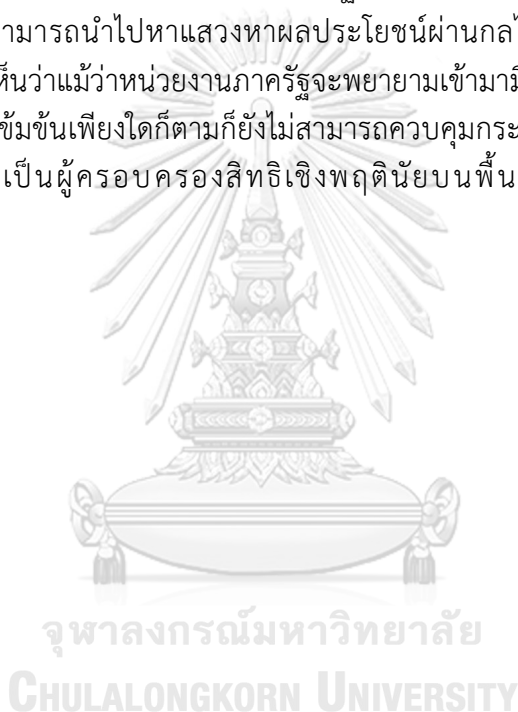 ามารถนำไปหาแสวงหาผลประโยชน์ผ่านกลไ
ห็นว่าแม้ว่าหน่วยงานภาครัฐจะพยายามเข้ามามี
ข้มข้นเพียงใดก็ตามก็ยังไม่สามารถควบคุมกระ
เป็นผู้ครอบครองสิทธิเชิงพฤตินัยบนพื้น
จุฬาลงกรณ์มหาวิทยาลัย
CHULALONGKORN UNIVERSITY